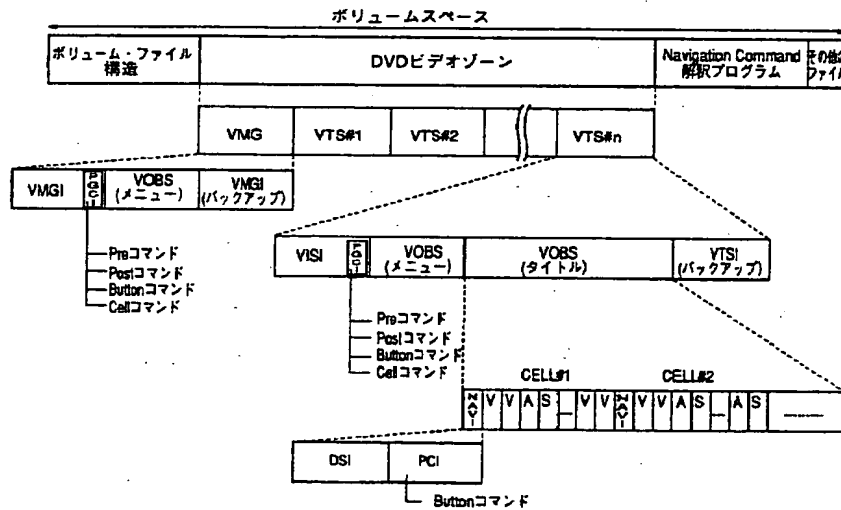 ボリュームスペース
ボリューム・ファイル
構造
DVDビデオゾーン
Navigation Command
解釈プログラム
その他の
ファイル
VMG
VTS#1
VTS#2
VTS#n
VMGI
PGCI
VOBS
(メニュー)
VMGI
(バックアップ)
Preコマンド
Postコマンド
Buttonコマンド
Cellコマンド
VISI
PGCI
VOBS
(メニュー)
VOBS
(タイトル)
VTSI
(バックアップ)
Preコマンド
Postコマンド
Buttonコマンド
Cellコマンド
CELL#1
CELL#2
NAVI V V A S V V NAVI V V A S A S
DSI
PCI
Buttonコマンド